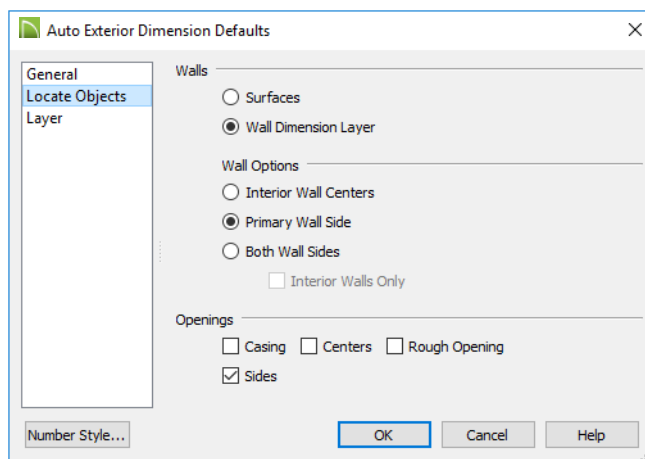 Auto Exterior Dimension Defaults
General
Locate Objects
Layer
Walls
Surfaces
Wall Dimension Layer
Wall Options
Interior Wall Centers
Primary Wall Side
Both Wall Sides
Interior Walls Only
Openings
Casing Centers Rough Opening
Sides
Number Style... OK Cancel Help